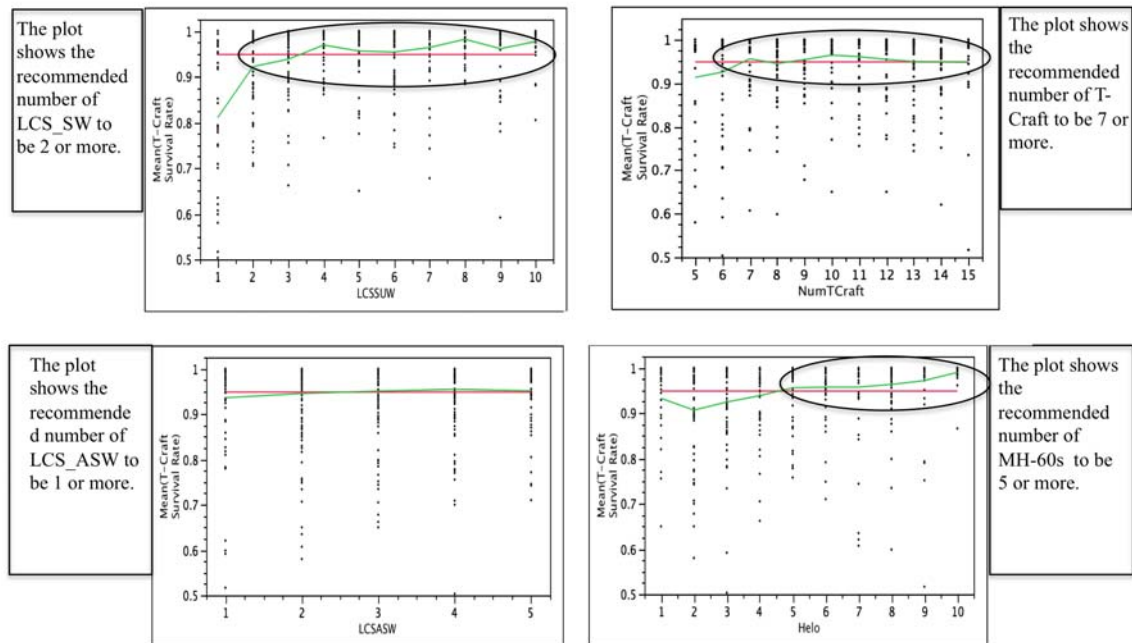 The plot
shows the
recommended
number of
LCS_SW to
be 2 or more.
Mean(T-Craft
Survival Rate)
1
0.95
0.9
0.8
0.7
0.6
0.5
1 2 3 4 5 6 7 8 9 10
LCSSUW
Mean(T-Craft
Survival Rate)
1
0.95
0.9
0.8
0.7
0.6
0.5
5 6 7 8 9 10 11 12 13 14 15
NumTCraft
The plot shows
the
recommended
number of T-
Craft to be 7 or
more.
The plot
shows the
recommende
d number of
LCS_ASW to
be 1 or more.
Mean(T-Craft
Survival Rate)
1
0.95
0.9
0.8
0.7
0.6
0.5
1 2 3 4 5
LCSASW
Mean(T-Craft
Survival Rate)
1
0.95
0.9
0.8
0.7
0.6
0.5
1 2 3 4 5 6 7 8 9 10
Helo
The plot shows
the
recommended
number of
MH-60s to be
5 or more.